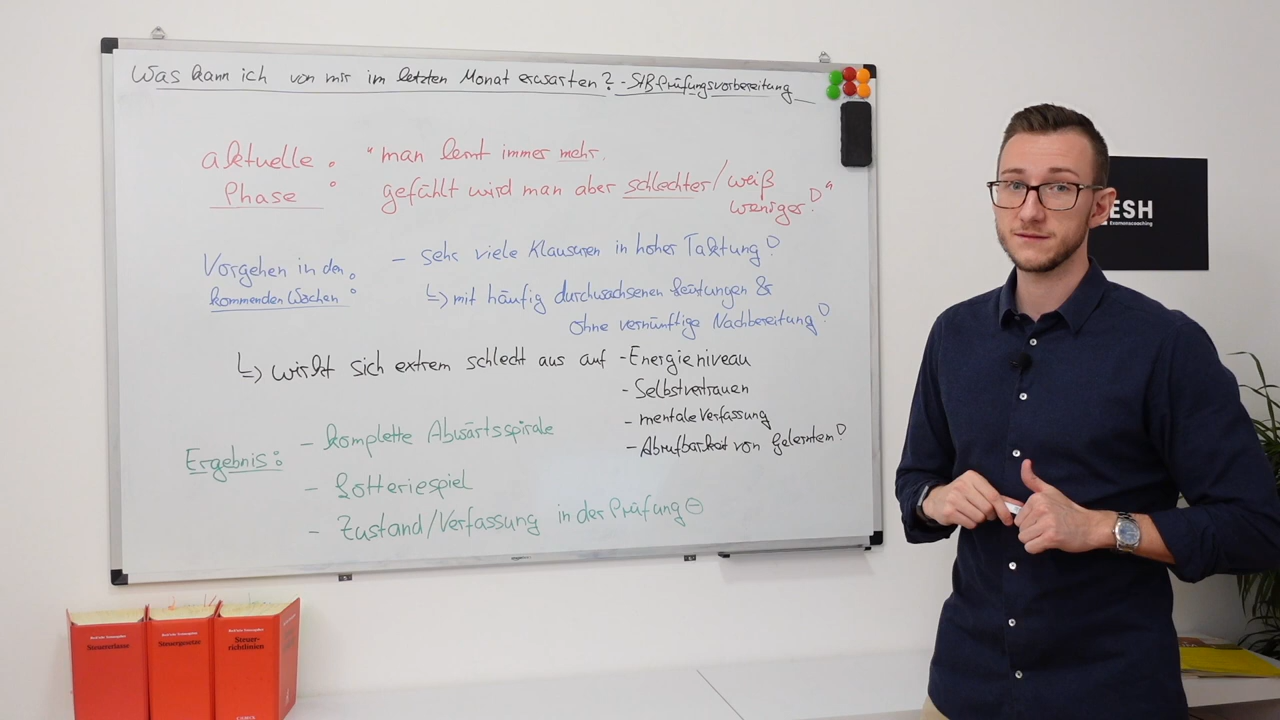 Was kann ich von mir im letzten Monat erwarten? - StB Prüfungsvorbereitung
aktuelle Phase: "man lernt immer mehr.
gefühlt wird man aber schlechter/weiß
weniger!"
Vorgehen in den kommenden Wochen: - sehr viele Klausuren in hoher Taktung!
↳ mit häufig durchwachsenen Leistungen &
ohne vernünftige Nachbereitung!
↳ wirkt sich extrem schlecht aus auf - Energieniveau
- Selbstvertrauen
- mentale Verfassung
- Abrufbarkeit von Gelerntem!
Ergebnis: - komplette Abwärtsspirale
- Lotteriespiel
- Zustand/Verfassung in der Prüfung ⊖
ESH
Examenscoaching
Steuererlasse
Steuergesetze
Steuer-
richtlinien